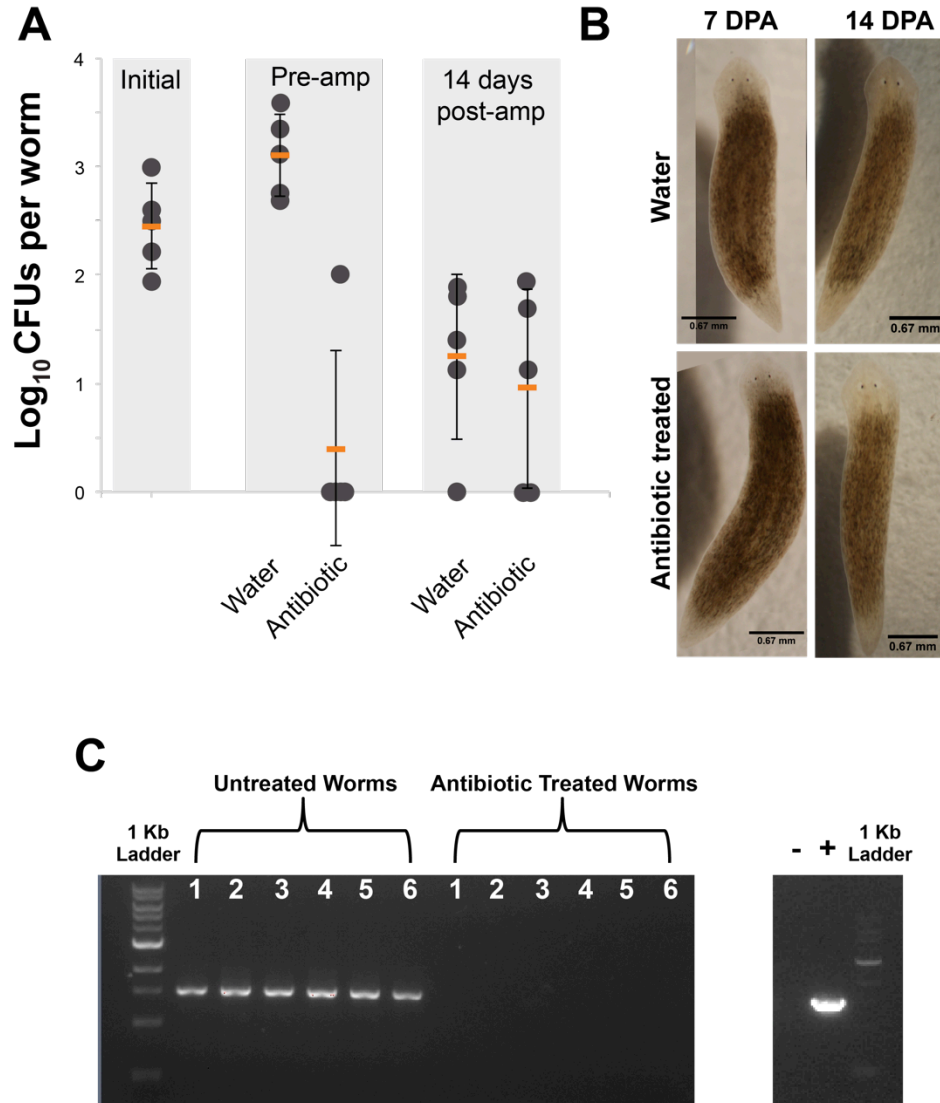 A
Log10 CFUs per worm
4
3
2
1
0
Initial
Pre-amp
14 days
post-amp
Water
Antibiotic
Water
Antibiotic
B
7 DPA
14 DPA
Water
0.67 mm
0.67 mm
Antibiotic treated
0.67 mm
0.67 mm
C
Untreated Worms
Antibiotic Treated Worms
1 Kb
Ladder
- +
1 Kb
Ladder
1 2 3 4 5 6
1 2 3 4 5 6